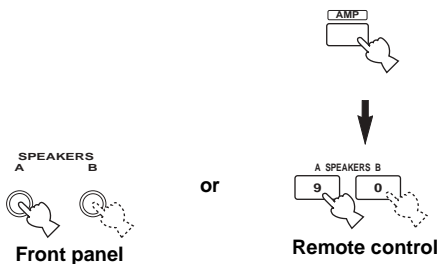 AMP
SPEAKERS
A B
Front panel
or
A SPEAKERS B
9 0
Remote control